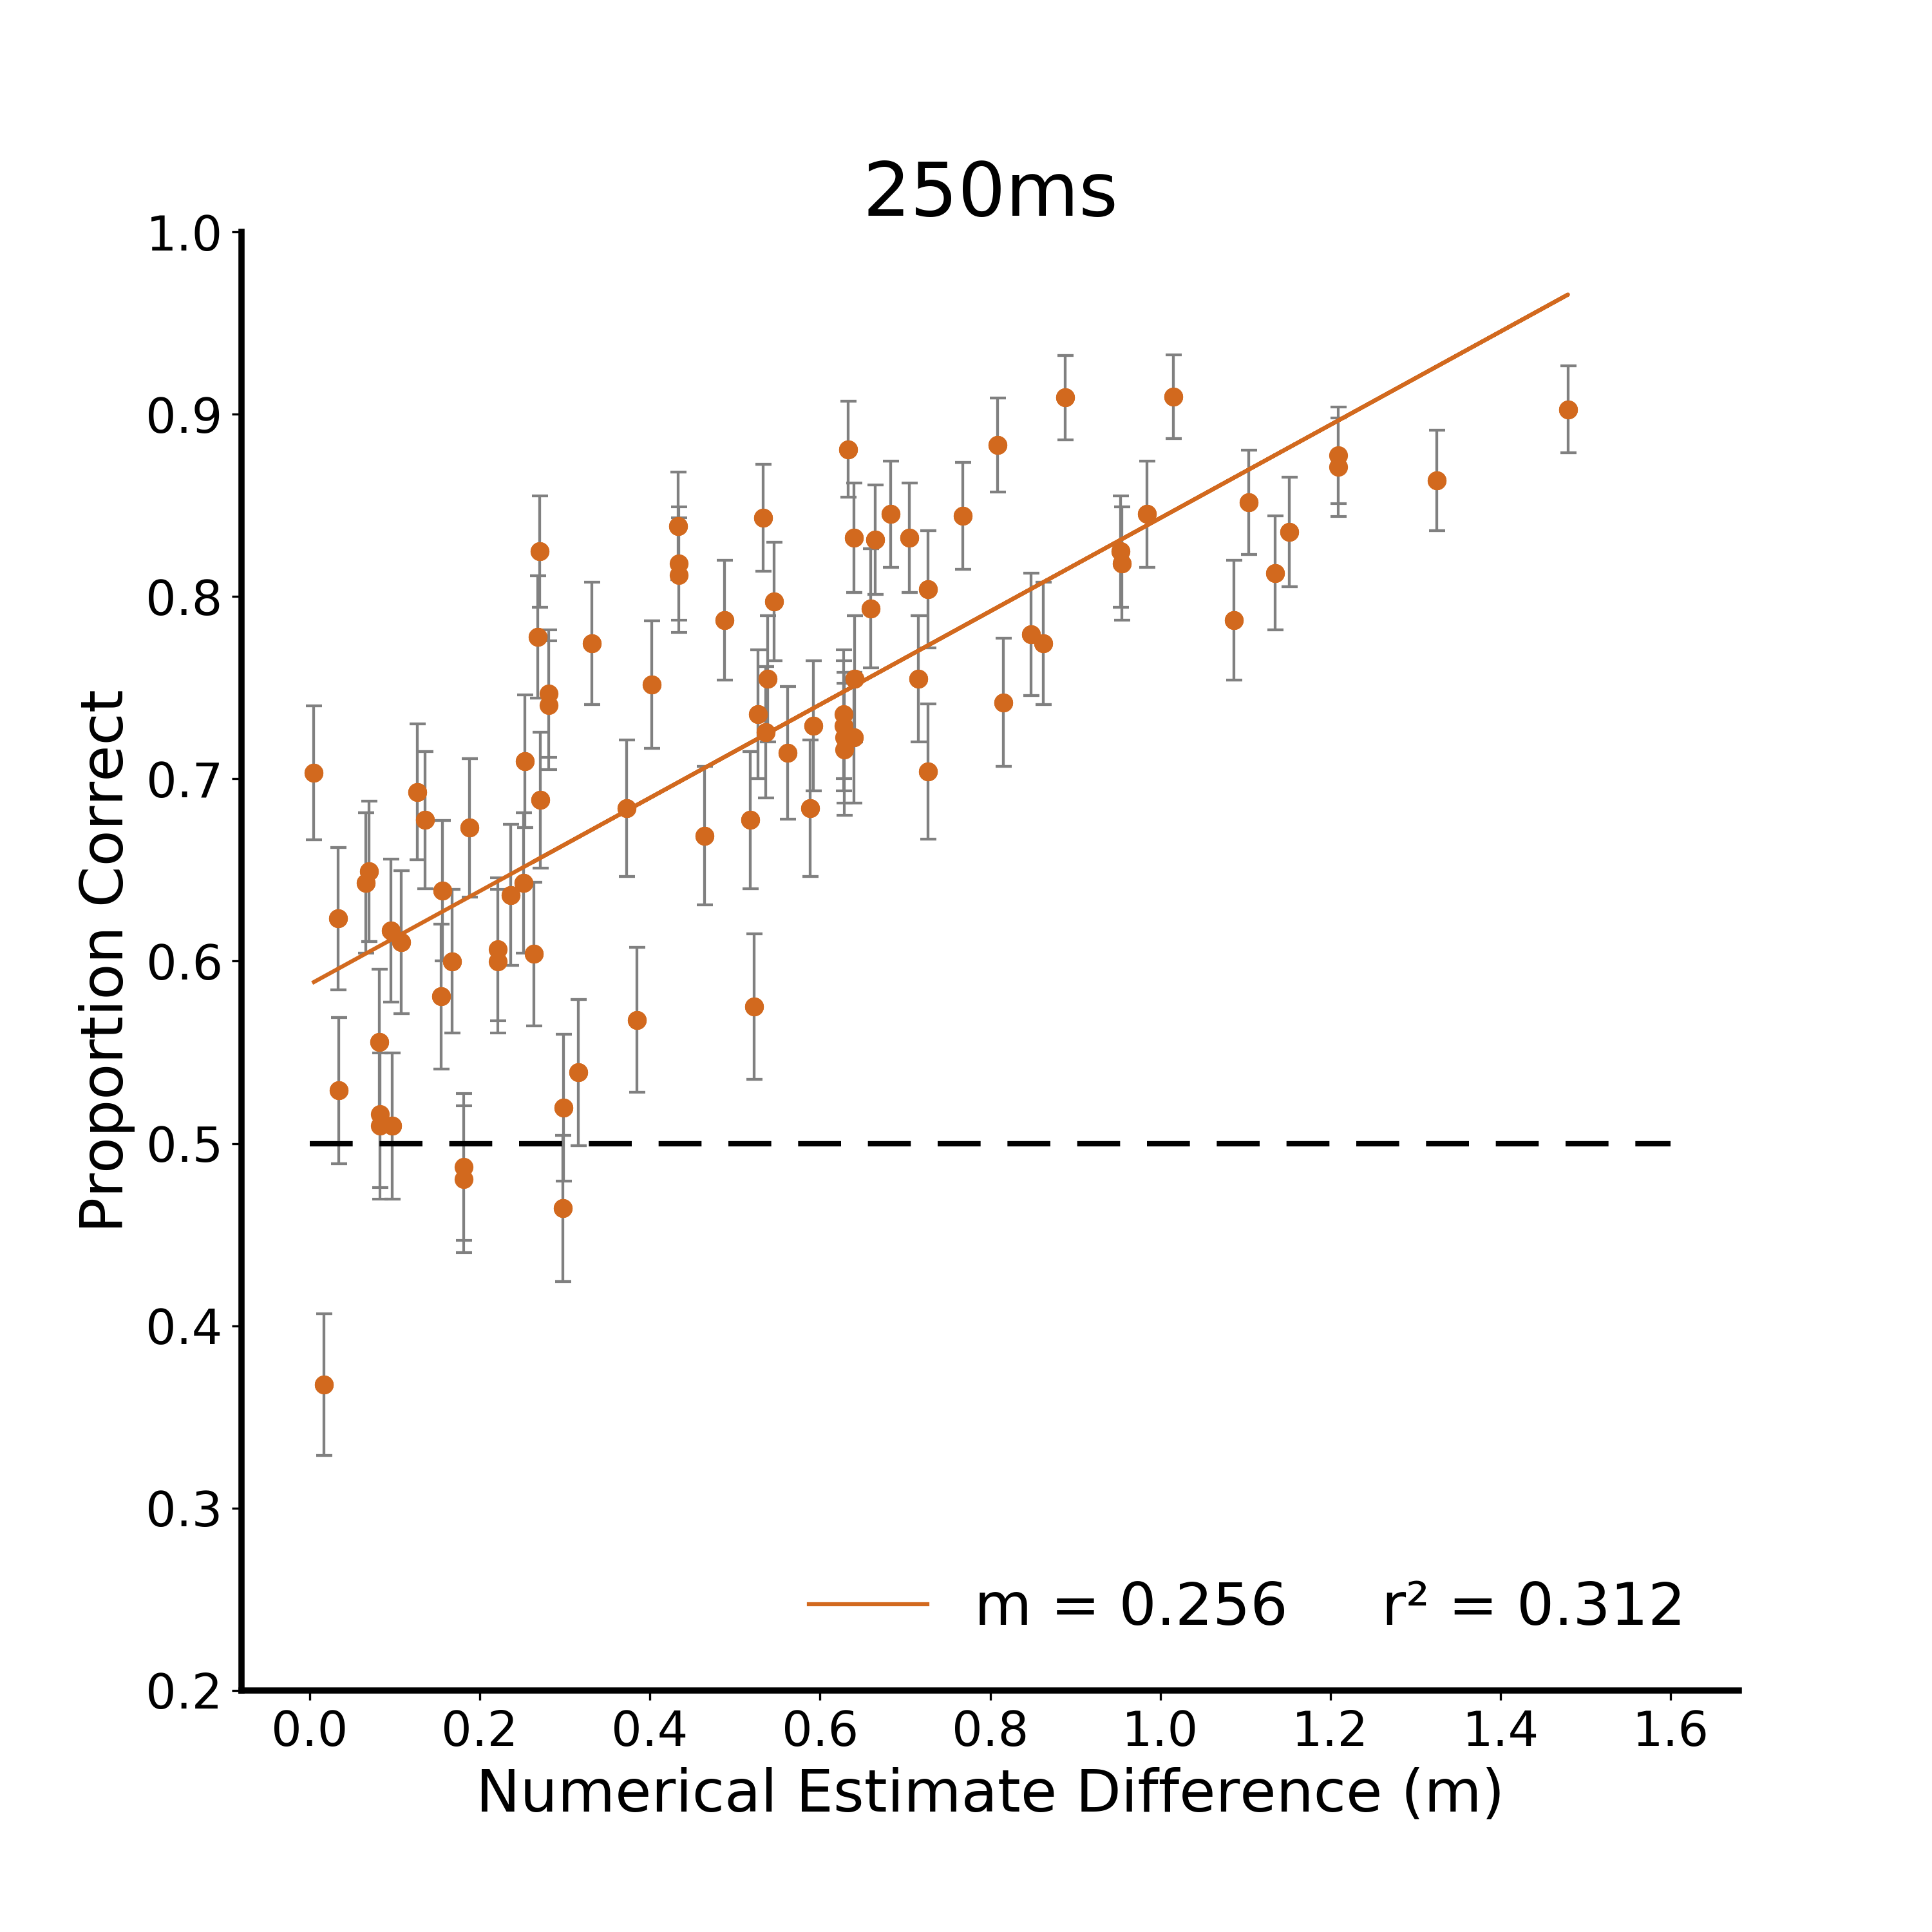 250ms
1.0
0.9
0.8
0.7
0.6
0.5
0.4
0.3
0.2
Proportion Correct
m = 0.256 r² = 0.312
0.0 0.2 0.4 0.6 0.8 1.0 1.2 1.4 1.6
Numerical Estimate Difference (m)